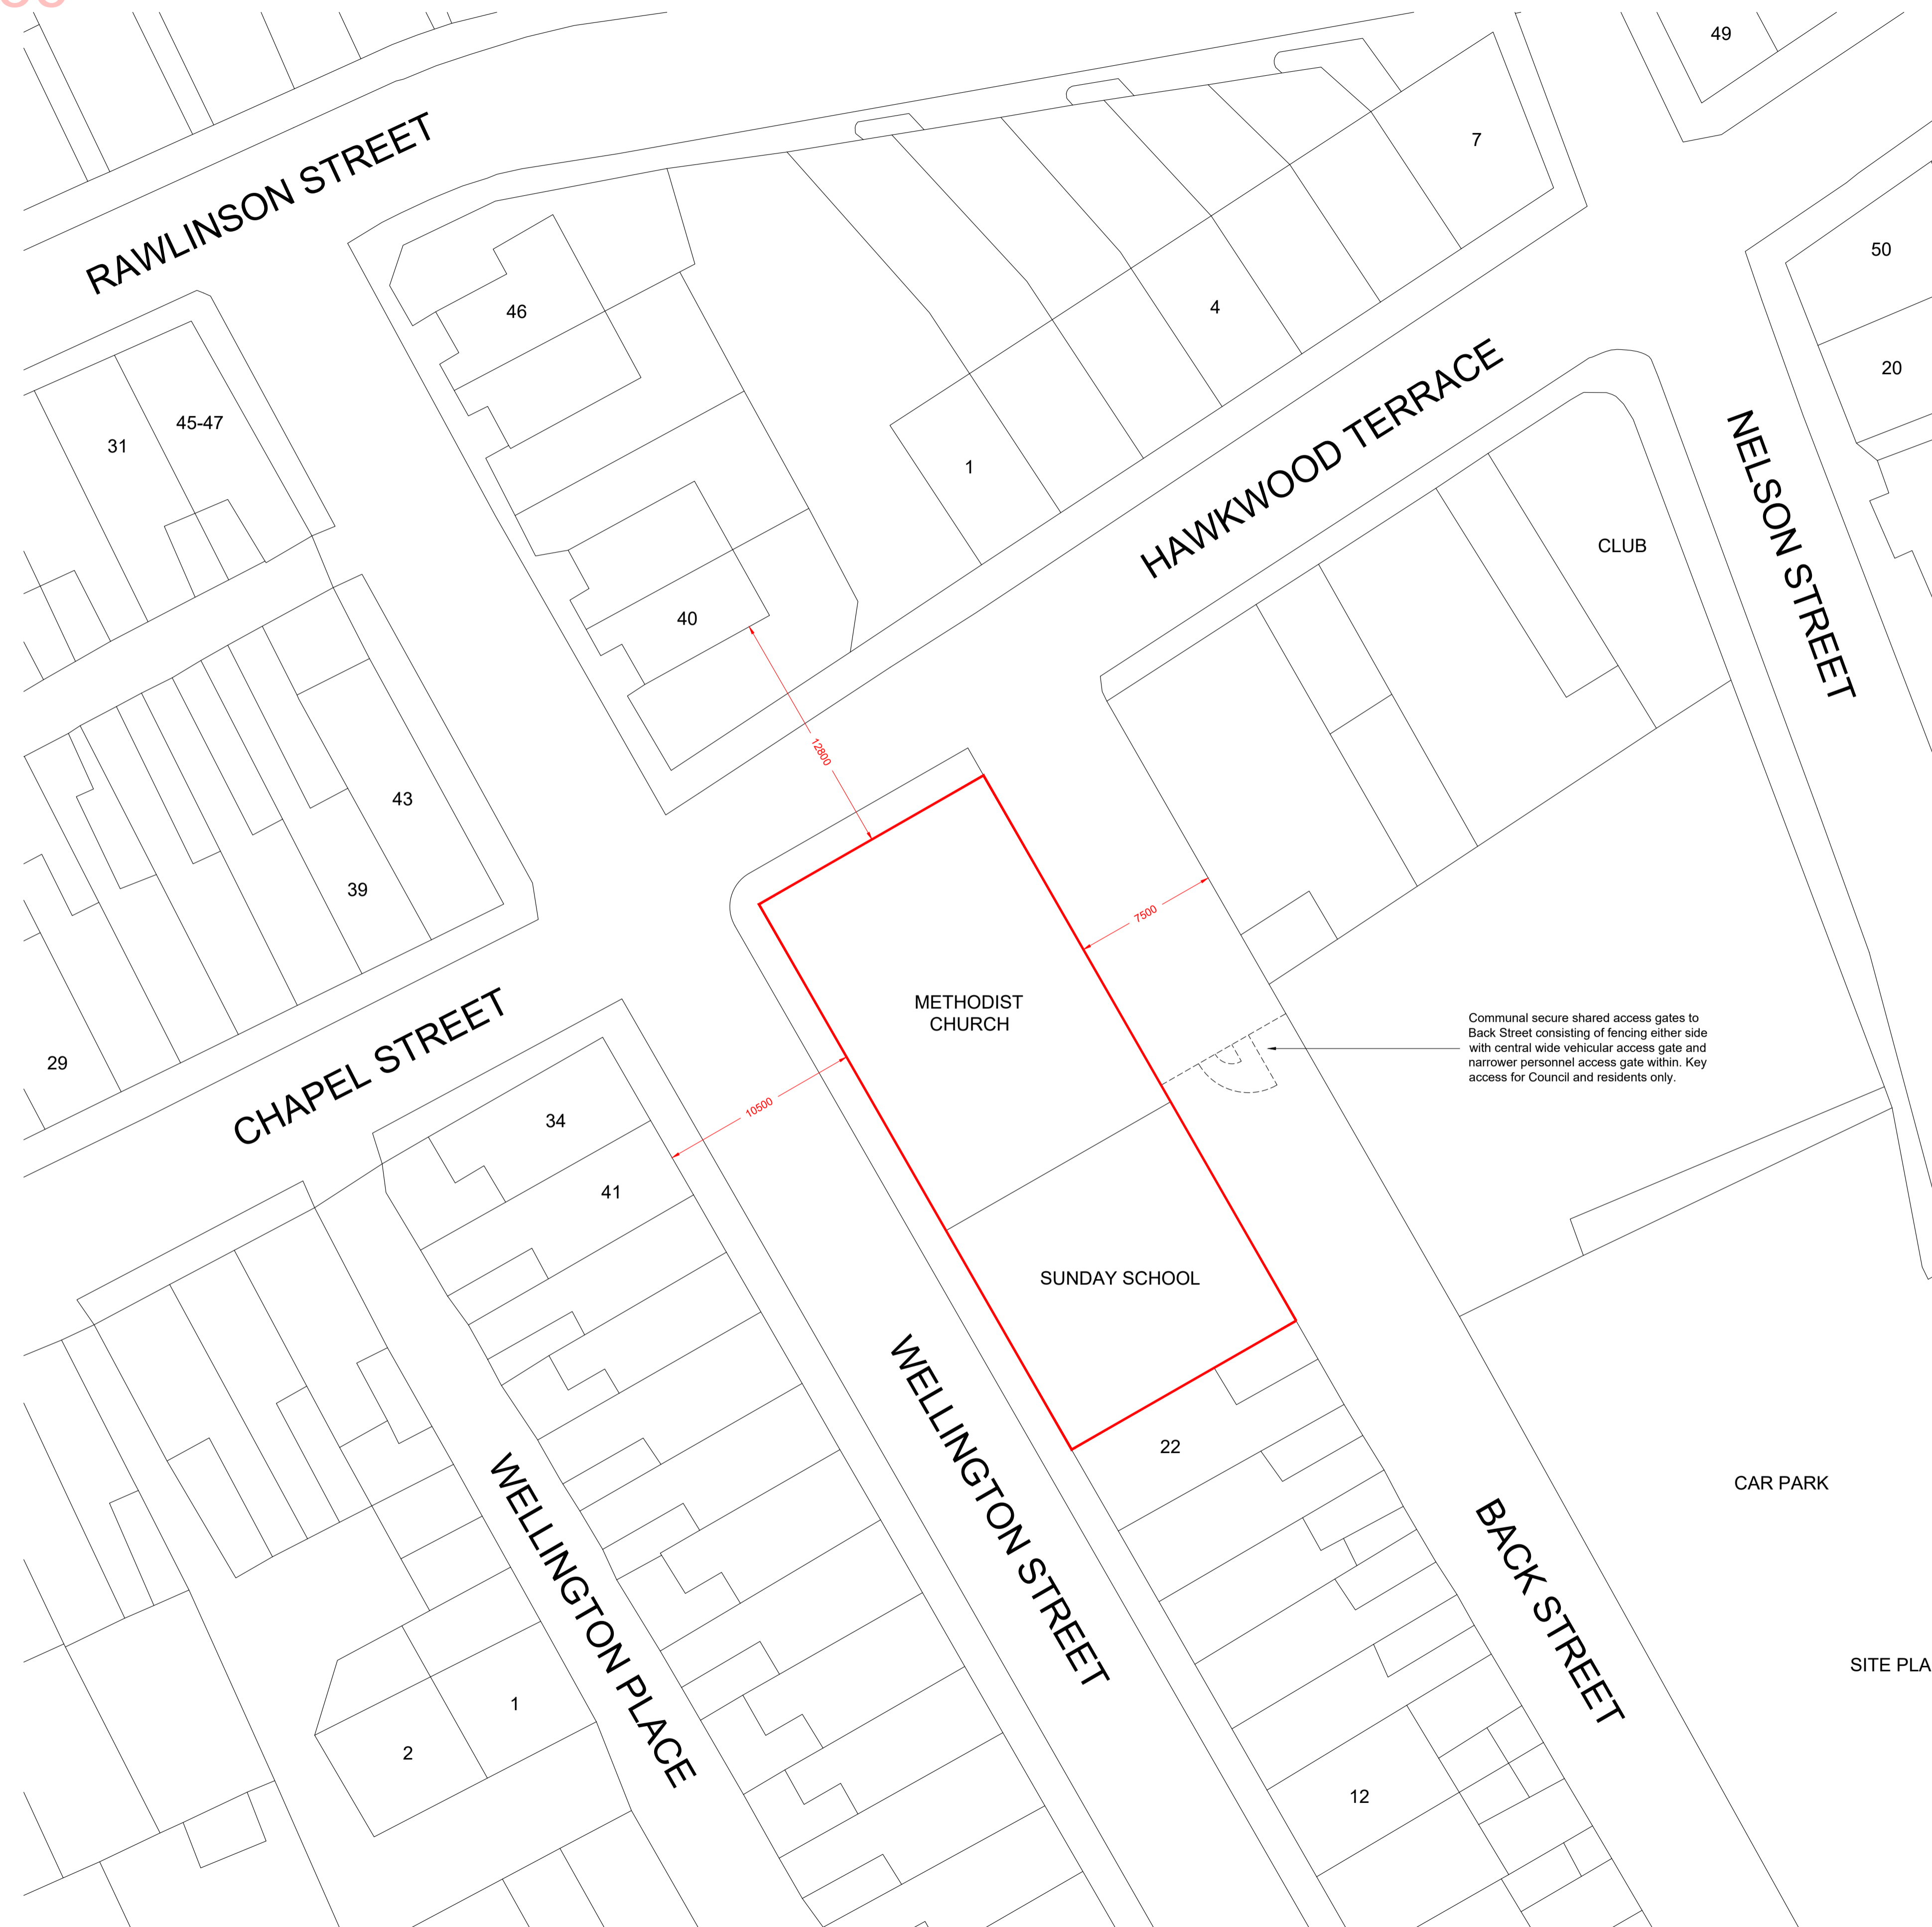 49
RAWLINSON STREET
7
50
46
4
20
45-47
31
1
HAWKWOOD TERRACE
NELSON STREET
CLUB
40
12800
43
39
7500
METHODIST
CHURCH
29
CHAPEL STREET
Communal secure shared access gates to
Back Street consisting of fencing either side
with central wide vehicular access gate and
narrower personnel access gate within. Key
access for Council and residents only.
10500
34
41
SUNDAY SCHOOL
22
WELLINGTON STREET
WELLINGTON PLACE
CAR PARK
BACK STREET
SITE PLA
1
2
12